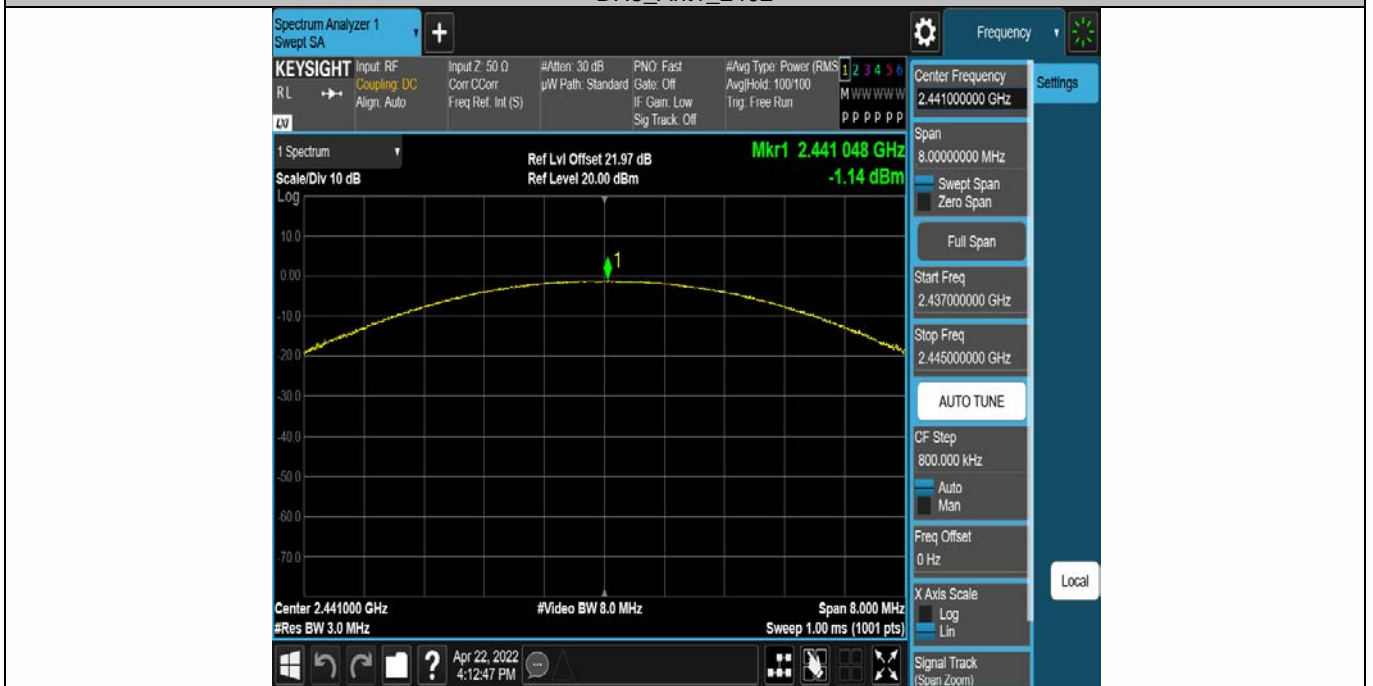 Spectrum Analyzer 1
Swept SA
+
Frequency
KEYSIGHT
RL
LXI
Input: RF
Coupling: DC
Align: Auto
Input Z: 50 Ω
Corr CCorr
Freq Ref: Int (S)
#Atten: 30 dB
µW Path: Standard
PNO: Fast
Gate: Off
IF Gain: Low
Sig Track: Off
#Avg Type: Power (RMS
Avg|Hold: 100/100
Trig: Free Run
1 2 3 4 5 6
M W W W W W
P P P P P P
1 Spectrum
Scale/Div 10 dB
Log
Ref Lvl Offset 21.97 dB
Ref Level 20.00 dBm
Mkr1 2.441 048 GHz
-1.14 dBm
10.0
0.00
-10.0
-20.0
-30.0
-40.0
-50.0
-60.0
-70.0
1
Center 2.441000 GHz
#Res BW 3.0 MHz
#Video BW 8.0 MHz
Span 8.000 MHz
Sweep 1.00 ms (1001 pts)
Center Frequency
2.441000000 GHz
Settings
Span
8.00000000 MHz
Swept Span
Zero Span
Full Span
Start Freq
2.437000000 GHz
Stop Freq
2.445000000 GHz
AUTO TUNE
CF Step
800.000 kHz
Auto
Man
Freq Offset
0 Hz
X Axis Scale
Log
Lin
Local
Signal Track
(Span Zoom)
?
Apr 22, 2022
4:12:47 PM